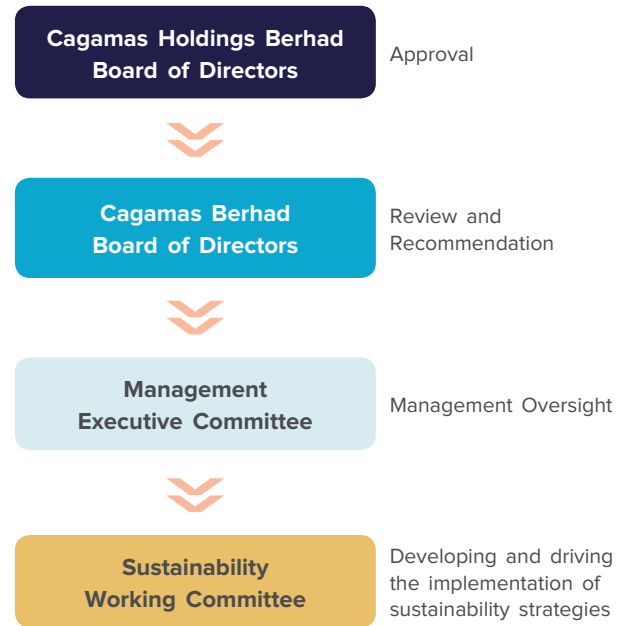 Cagamas Holdings Berhad
Board of Directors
Approval
Cagamas Berhad
Board of Directors
Review and
Recommendation
Management
Executive Committee
Management Oversight
Sustainability
Working Committee
Developing and driving
the implementation of
sustainability strategies